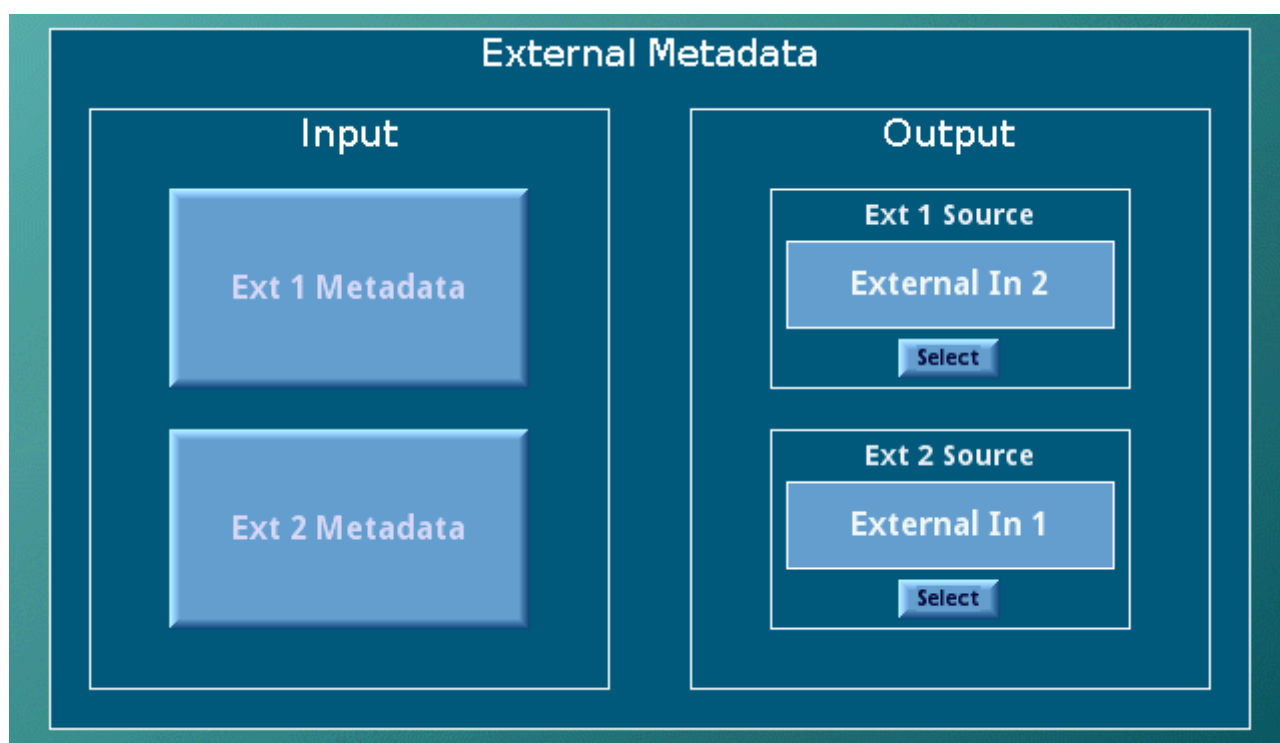 External Metadata
Input
Ext 1 Metadata
Ext 2 Metadata
Output
Ext 1 Source
External In 2
Select
Ext 2 Source
External In 1
Select